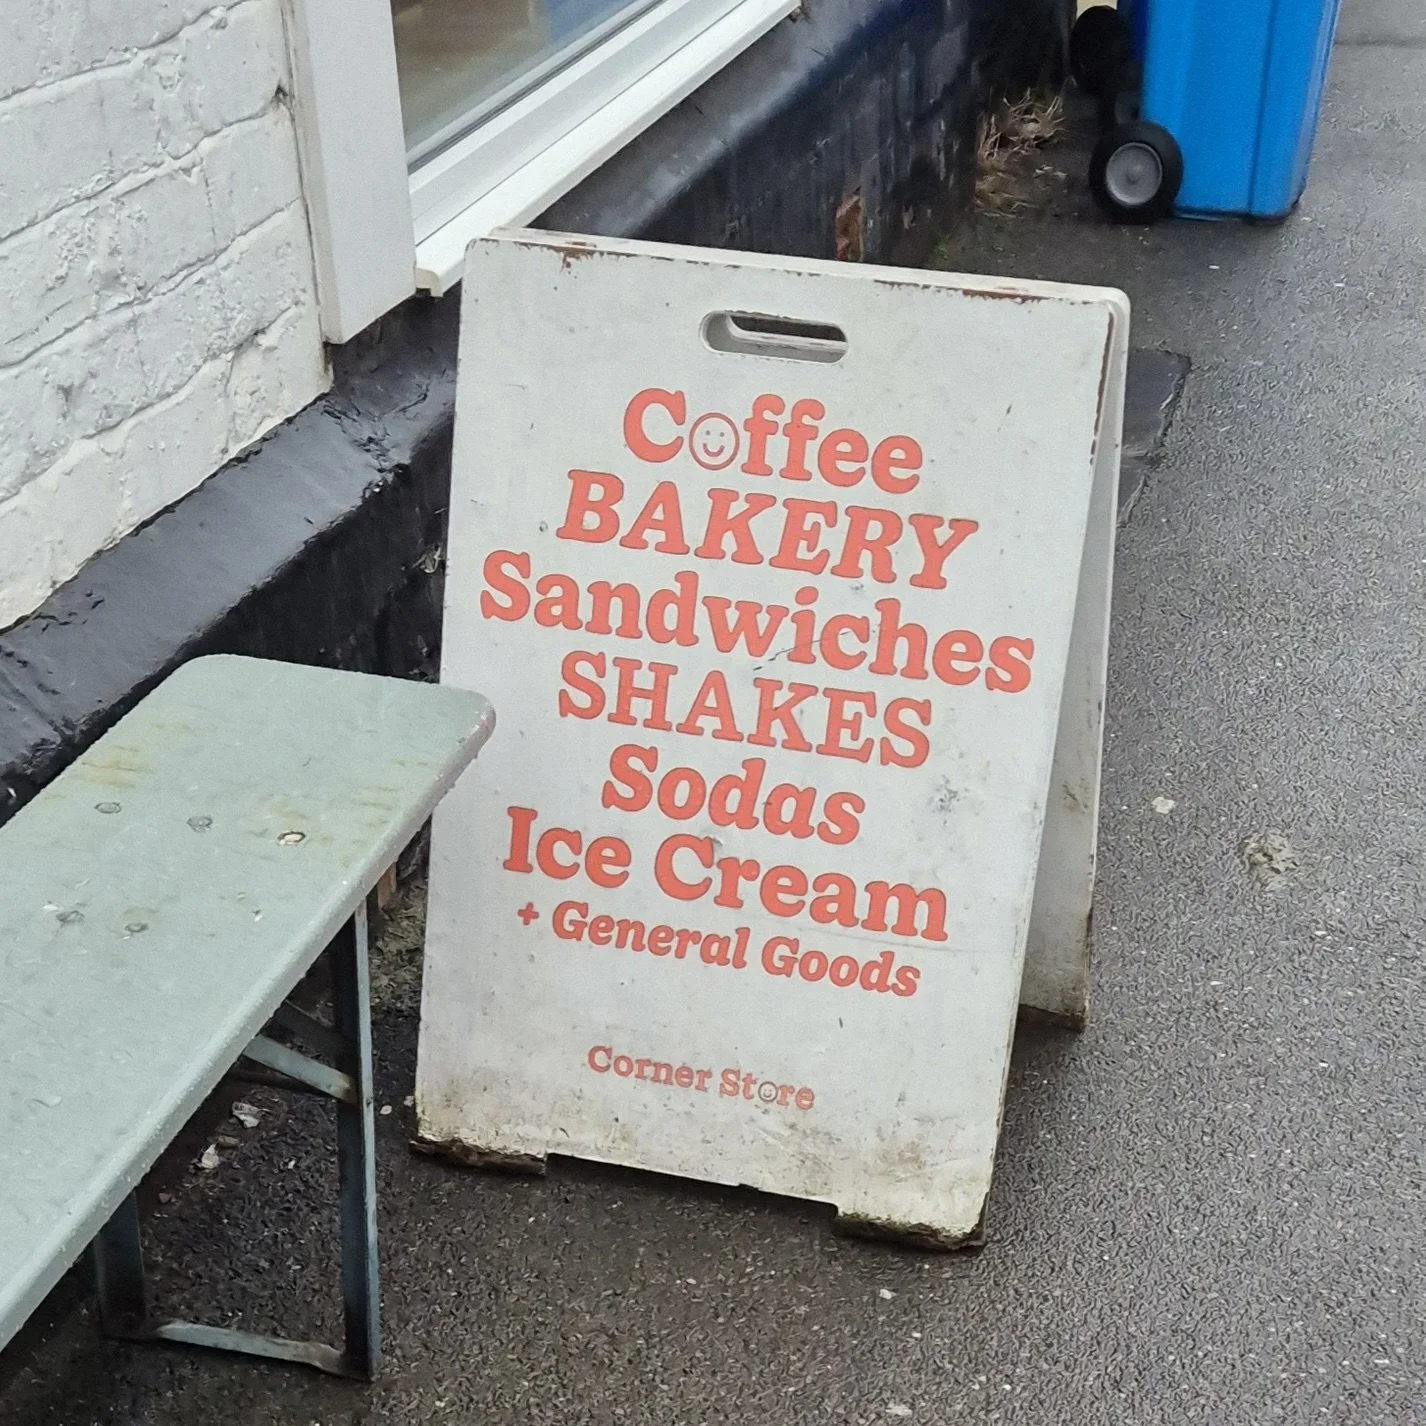 Coffee
BAKERY
Sandwiches
SHAKES
Sodas
Ice Cream
+ General Goods
Corner Store